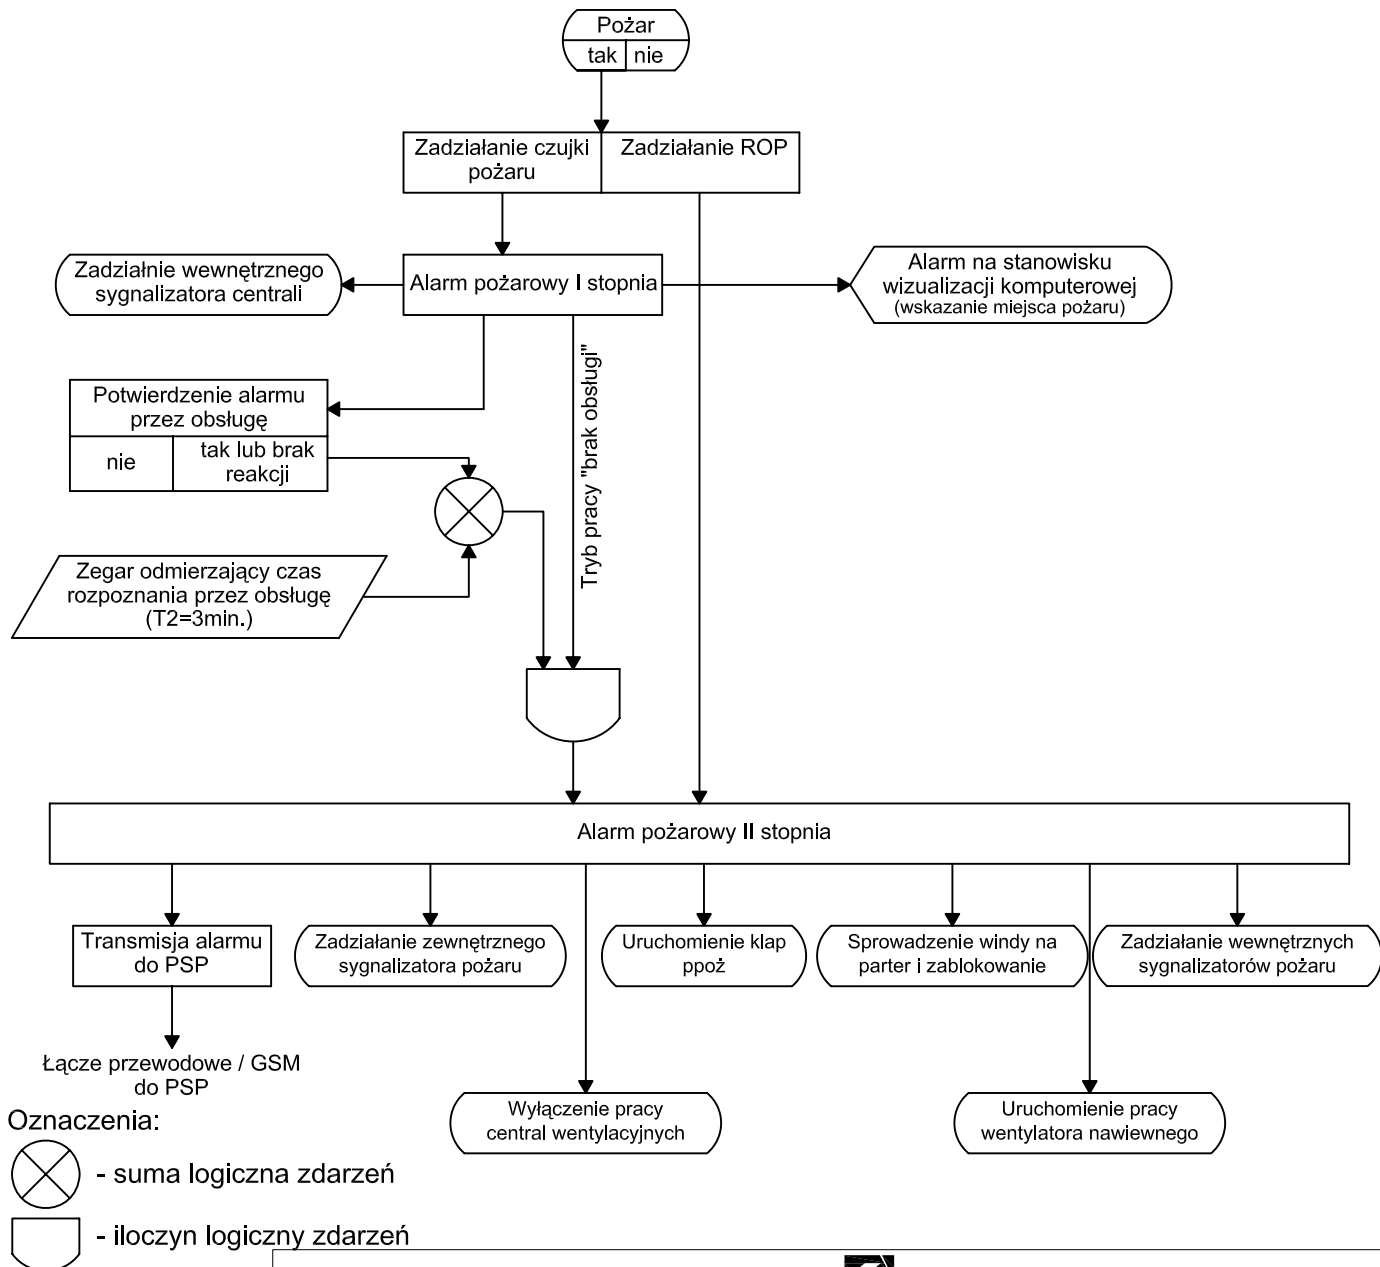 Pożar
tak nie
Zadziałanie czujki
pożaru
Zadziałanie ROP
Zadziałnie wewnętrznego
sygnalizatora centrali
Alarm pożarowy I stopnia
Alarm na stanowisku
wizualizacji komputerowej
(wskazanie miejsca pożaru)
Tryb pracy "brak obsługi"
Potwierdzenie alarmu
przez obsługę
nie
tak lub brak
reakcji
Zegar odmierzający czas
rozpoznania przez obsługę
(T2=3min.)
Alarm pożarowy II stopnia
Transmisja alarmu
do PSP
Zadziałanie zewnętrznego
sygnalizatora pożaru
Uruchomienie klap
ppoż
Sprowadzenie windy na
parter i zablokowanie
Zadziałanie wewnętrznych
sygnalizatorów pożaru
Łącze przewodowe / GSM
do PSP
Wyłączenie pracy
central wentylacyjnych
Uruchomienie pracy
wentylatora nawiewnego
Oznaczenia:
- suma logiczna zdarzeń
- iloczyn logiczny zdarzeń